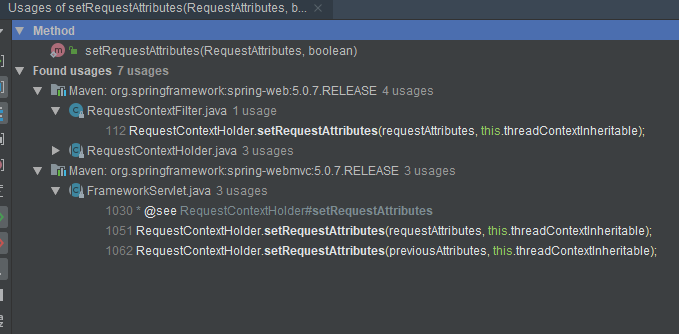 Usages of setRequestAttributes(RequestAttributes, b...
Method
setRequestAttributes(RequestAttributes, boolean)
Found usages 7 usages
Maven: org.springframework:spring-web:5.0.7.RELEASE 4 usages
RequestContextFilter.java 1 usage
112 RequestContextHolder.setRequestAttributes(requestAttributes, this.threadContextInheritable);
RequestContextHolder.java 3 usages
Maven: org.springframework:spring-webmvc:5.0.7.RELEASE 3 usages
FrameworkServlet.java 3 usages
1030 * @see RequestContextHolder#setRequestAttributes
1051 RequestContextHolder.setRequestAttributes(requestAttributes, this.threadContextInheritable);
1062 RequestContextHolder.setRequestAttributes(previousAttributes, this.threadContextInheritable);